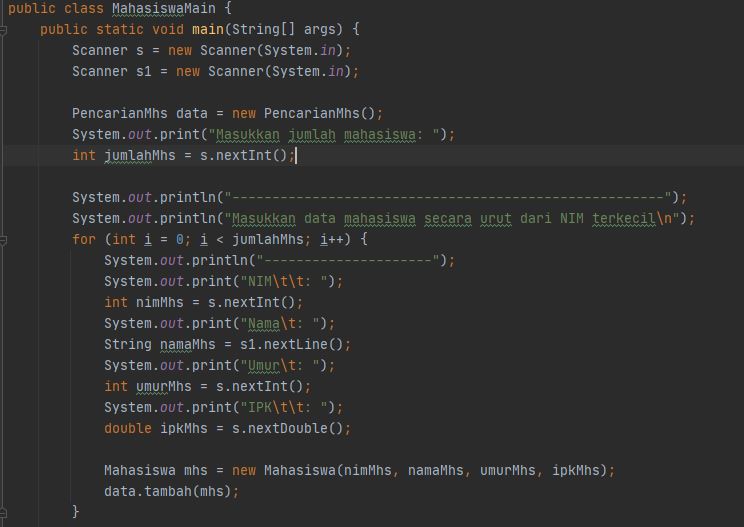 public class MahasiswaMain {
public static void main(String[] args) {
Scanner s = new Scanner(System.in);
Scanner s1 = new Scanner(System.in);
PencarianMhs data = new PencarianMhs();
System.out.print("Masukkan jumlah mahasiswa: ");
int jumlahMhs = s.nextInt();
System.out.println("------------------------------------------------------");
System.out.println("Masukkan data mahasiswa secara urut dari NIM terkecil\n");
for (int i = 0; i < jumlahMhs; i++) {
System.out.println("---------------------");
System.out.print("NIM\t\t: ");
int nimMhs = s.nextInt();
System.out.print("Nama\t: ");
String namaMhs = s1.nextLine();
System.out.print("Umur\t: ");
int umurMhs = s.nextInt();
System.out.print("IPK\t\t: ");
double ipkMhs = s.nextDouble();
Mahasiswa mhs = new Mahasiswa(nimMhs, namaMhs, umurMhs, ipkMhs);
data.tambah(mhs);
}